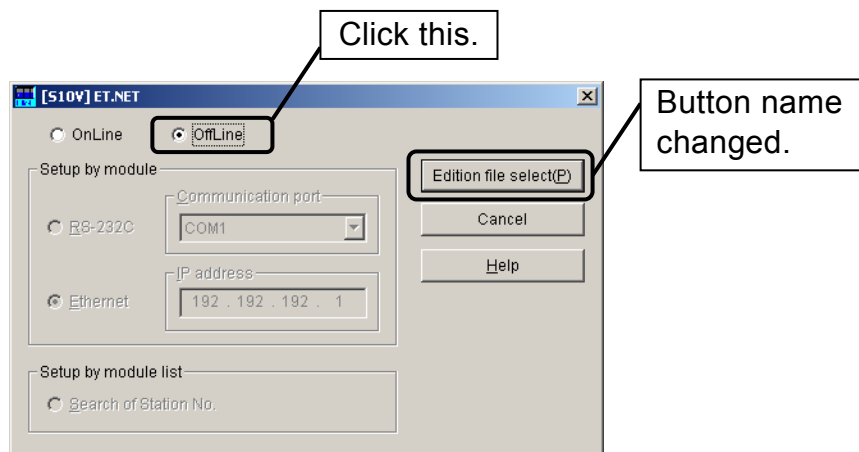 Click this.
[S10V] ET.NET
Button name
changed.
OnLine
OffLine
Setup by module
Communication port
RS-232C
COM1
IP address
Ethernet
192 . 192 . 192 . 1
Edition file select(P)
Cancel
Help
Setup by module list
Search of Station No.